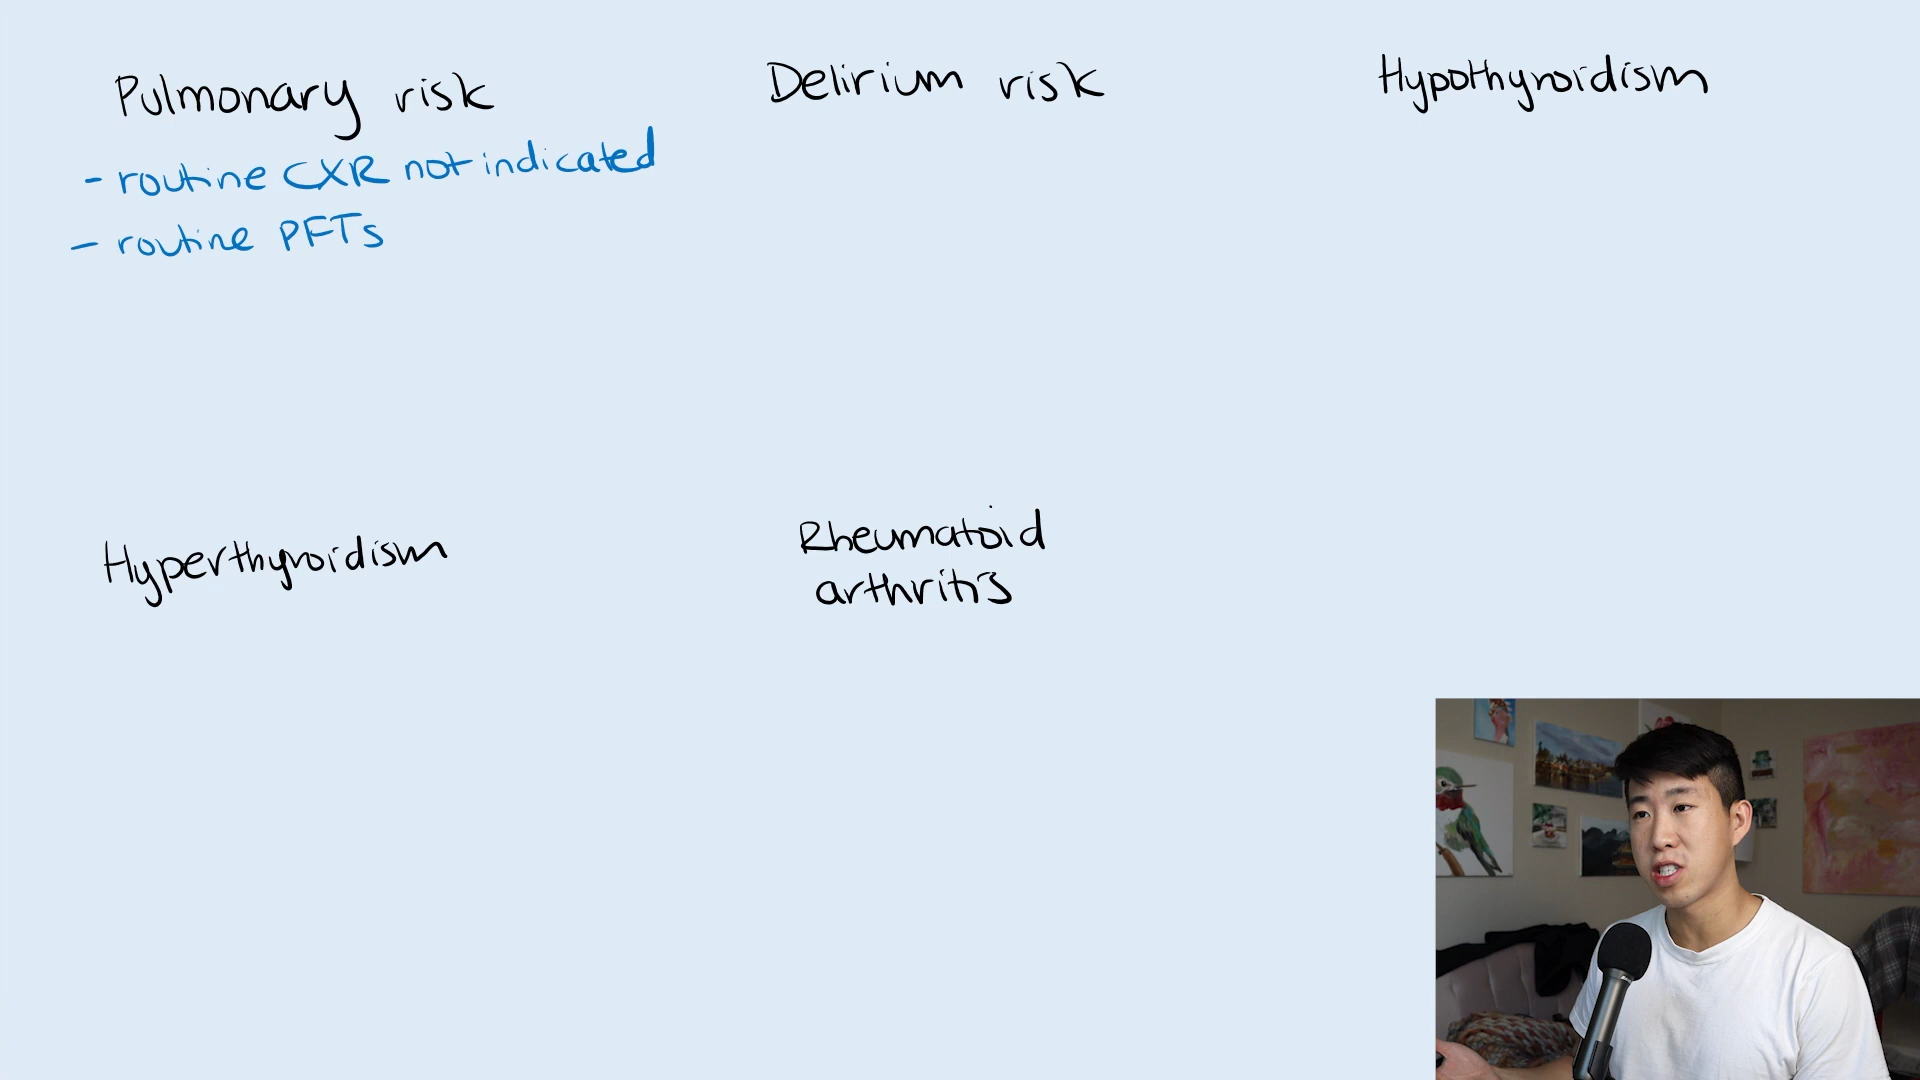 Pulmonary risk
- routine CXR not indicated
- routine PFTs
Delirium risk
Hypothyroidism
Hyperthyroidism
Rheumatoid
arthritis